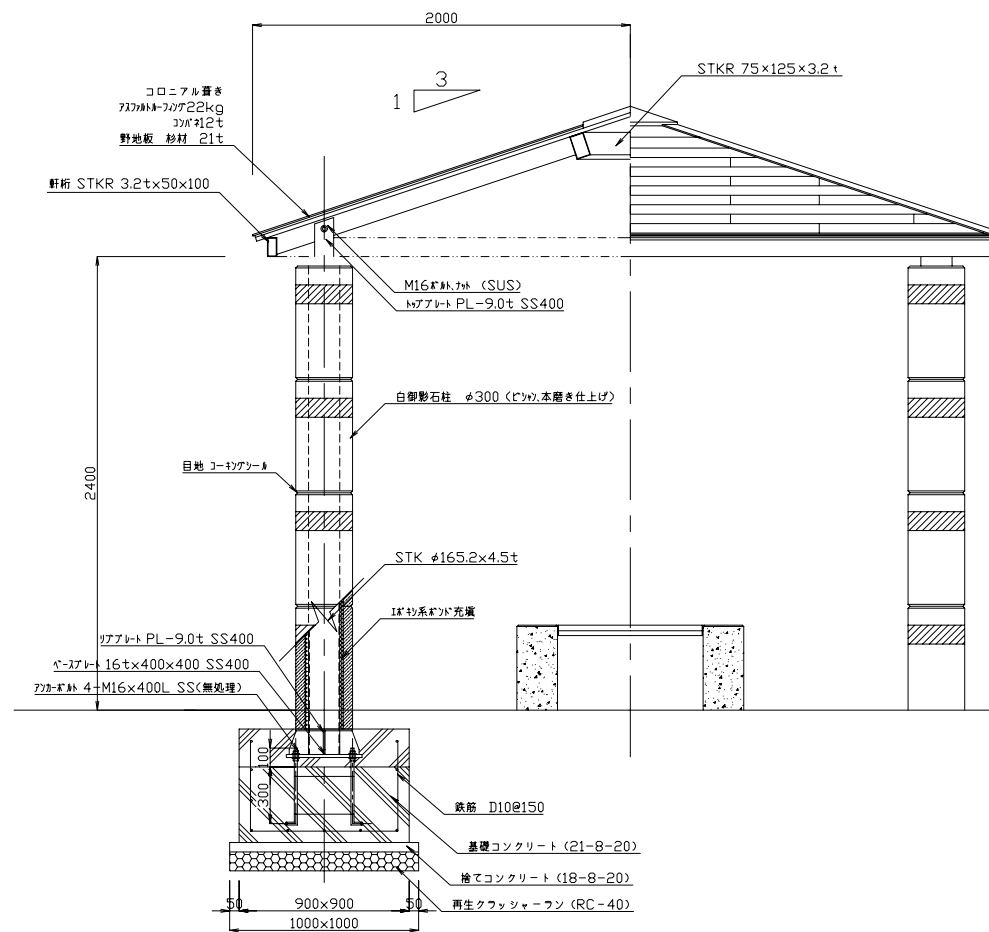 2000
STKR 75×125×3.2t
3
1
コロニアル葺き
アスファルトルーフィング22kg
コンパネ12t
野地板 杉材 21t
軒桁 STKR 3.2t×50×100
M16ボルト、ナット (SUS)
トッププレート PL-9.0t SS400
白御影石柱 φ300 (ビシャン、本磨き仕上げ)
目地 コーキングシール
2400
STK φ165.2×4.5t
エポキシ系ボンド充填
リブプレート PL-9.0t SS400
ベースプレート 16t×400×400 SS400
アンカーボルト 4-M16×400L SS(無処理)
100
300
鉄筋 D10@150
基礎コンクリート (21-8-20)
捨てコンクリート (18-8-20)
再生クラッシャーラン (RC-40)
50
900×900
50
1000×1000